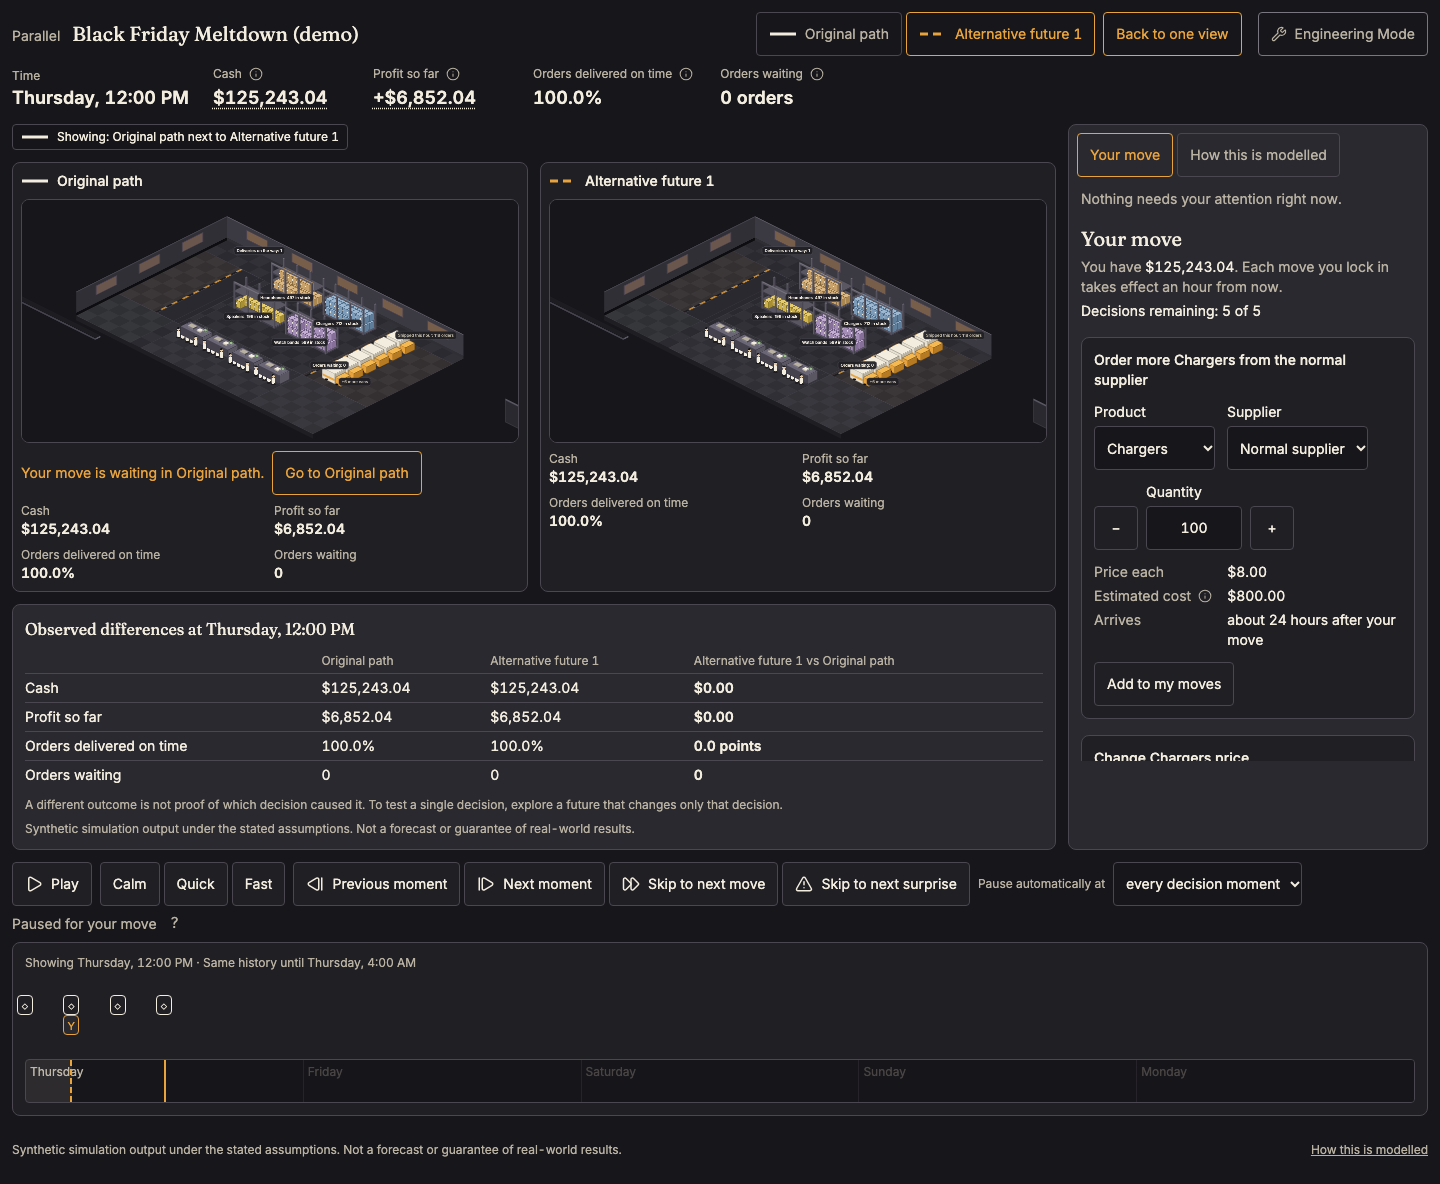 Parallel Black Friday Meltdown (demo)
Original path
Alternative future 1
Back to one view
Engineering Mode
Time
Thursday, 12:00 PM
Cash
$125,243.04
Profit so far
+$6,852.04
Orders delivered on time
100.0%
Orders waiting
0 orders
Showing: Original path next to Alternative future 1
Original path
Deliveries on the way: 1
Orders waiting: 0
Your move is waiting in Original path.
Go to Original path
Cash
$125,243.04
Profit so far
$6,852.04
Orders delivered on time
100.0%
Orders waiting
0
Alternative future 1
Deliveries on the way: 1
Orders waiting: 0
Cash
$125,243.04
Profit so far
$6,852.04
Orders delivered on time
100.0%
Orders waiting
0
Observed differences at Thursday, 12:00 PM
Original path Alternative future 1 Alternative future 1 vs Original path
Cash $125,243.04 $125,243.04 $0.00
Profit so far $6,852.04 $6,852.04 $0.00
Orders delivered on time 100.0% 100.0% 0.0 points
Orders waiting 0 0 0
A different outcome is not proof of which decision caused it. To test a single decision, explore a future that changes only that decision.
Synthetic simulation output under the stated assumptions. Not a forecast or guarantee of real-world results.
Your move
How this is modelled
Nothing needs your attention right now.
Your move
You have $125,243.04. Each move you lock in
takes effect an hour from now.
Decisions remaining: 5 of 5
Order more Chargers from the normal
supplier
Product Supplier
Chargers Normal supplier
Quantity
− 100 +
Price each $8.00
Estimated cost $800.00
Arrives about 24 hours after your
move
Add to my moves
Change Chargers price
Play
Calm
Quick
Fast
Previous moment
Next moment
Skip to next move
Skip to next surprise
Pause automatically at
every decision moment
Paused for your move ?
Showing Thursday, 12:00 PM · Same history until Thursday, 4:00 AM
Y
Thursday Friday Saturday Sunday Monday
Synthetic simulation output under the stated assumptions. Not a forecast or guarantee of real-world results.
How this is modelled